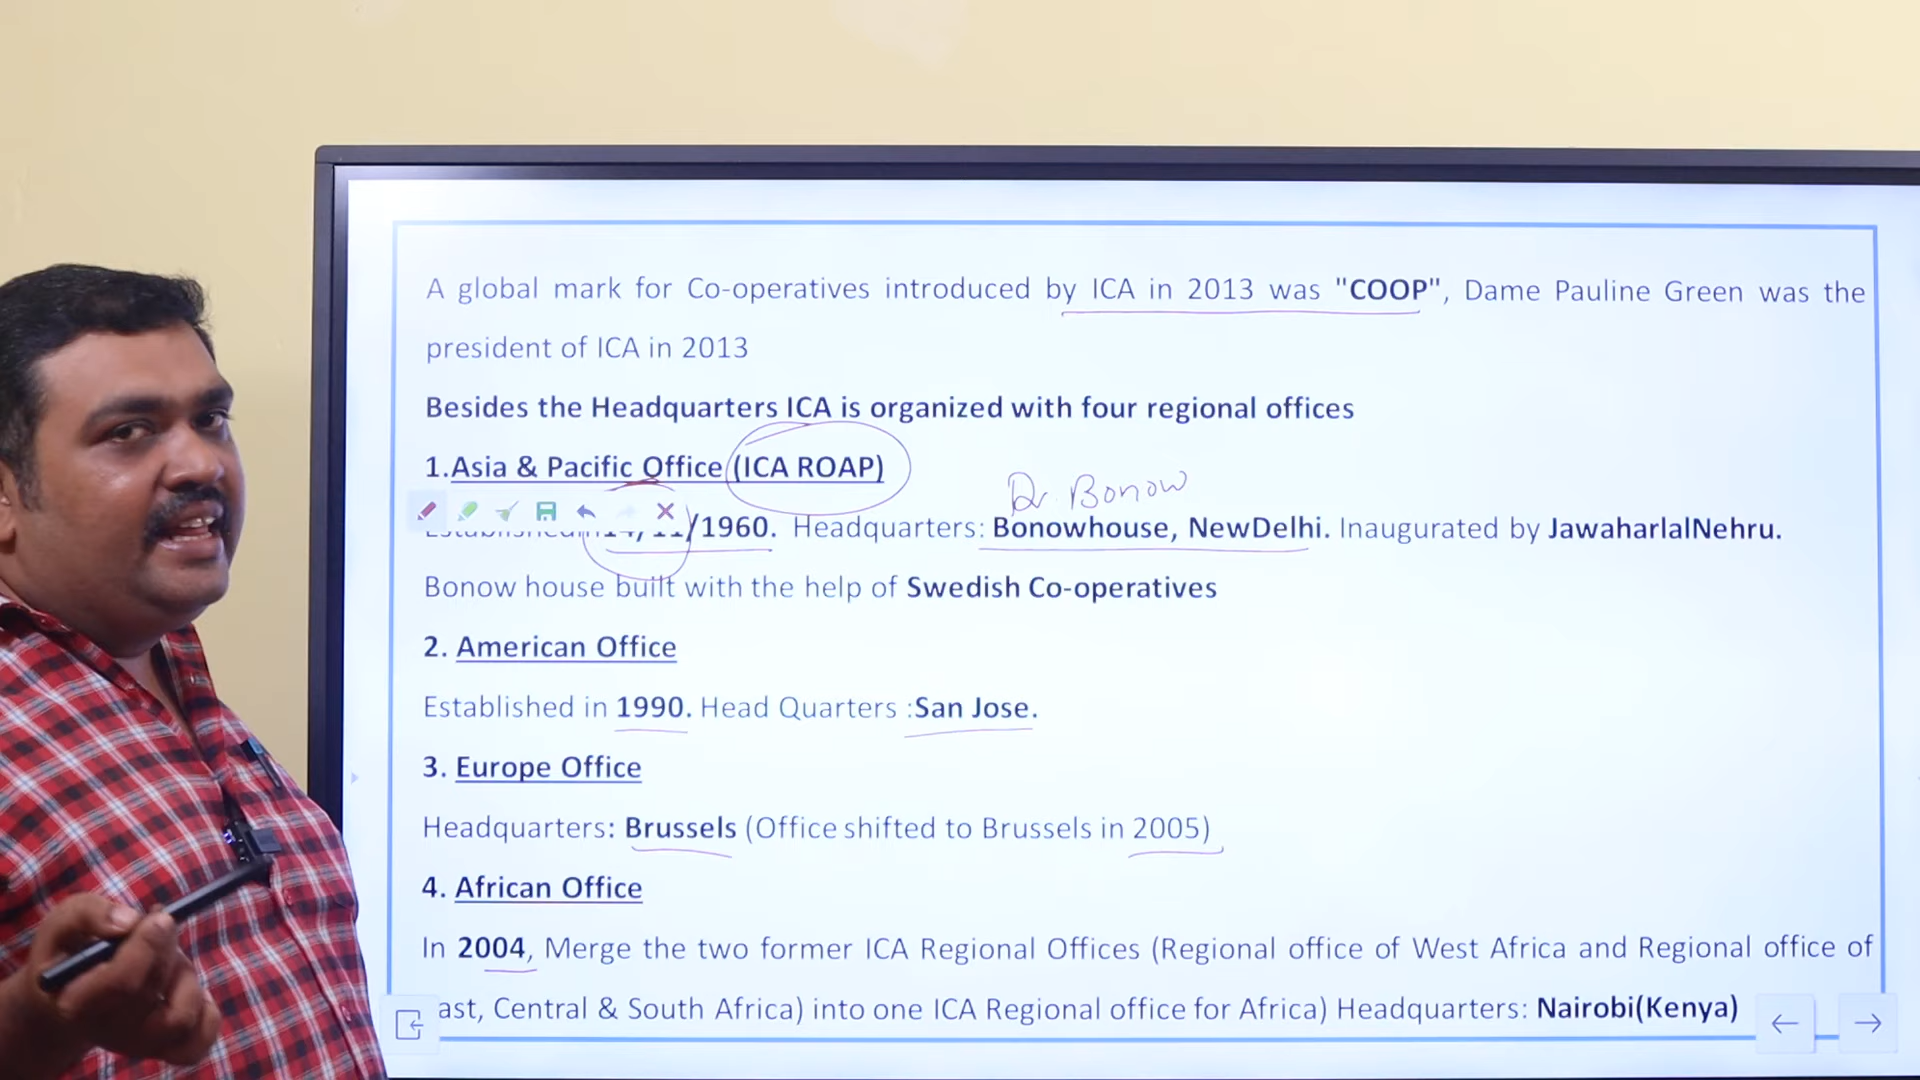 A global mark for Co-operatives introduced by ICA in 2013 was "COOP", Dame Pauline Green was the
president of ICA in 2013
Besides the Headquarters ICA is organized with four regional offices
1.Asia & Pacific Office (ICA ROAP)
Dr. Bonow
/1960. Headquarters: Bonowhouse, NewDelhi. Inaugurated by JawaharlalNehru.
Bonow house built with the help of Swedish Co-operatives
2. American Office
Established in 1990. Head Quarters :San Jose.
3. Europe Office
Headquarters: Brussels (Office shifted to Brussels in 2005)
4. African Office
In 2004, Merge the two former ICA Regional Offices (Regional office of West Africa and Regional office of
ast, Central & South Africa) into one ICA Regional office for Africa) Headquarters: Nairobi(Kenya)